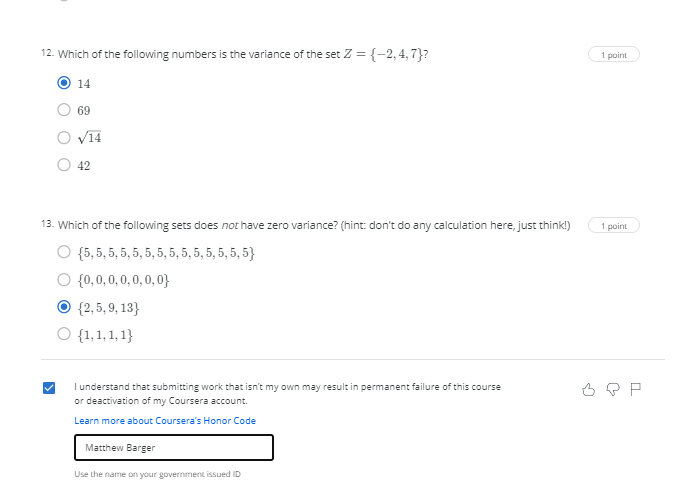 12. Which of the following numbers is the variance of the set Z = {−2, 4, 7}?
1 point
14
69
√14
42
13. Which of the following sets does not have zero variance? (hint: don't do any calculation here, just think!)
1 point
{5, 5, 5, 5, 5, 5, 5, 5, 5, 5, 5, 5, 5, 5}
{0, 0, 0, 0, 0, 0, 0}
{2, 5, 9, 13}
{1, 1, 1, 1}
I understand that submitting work that isn't my own may result in permanent failure of this course
or deactivation of my Coursera account.
Learn more about Coursera's Honor Code
Matthew Barger
Use the name on your government issued ID